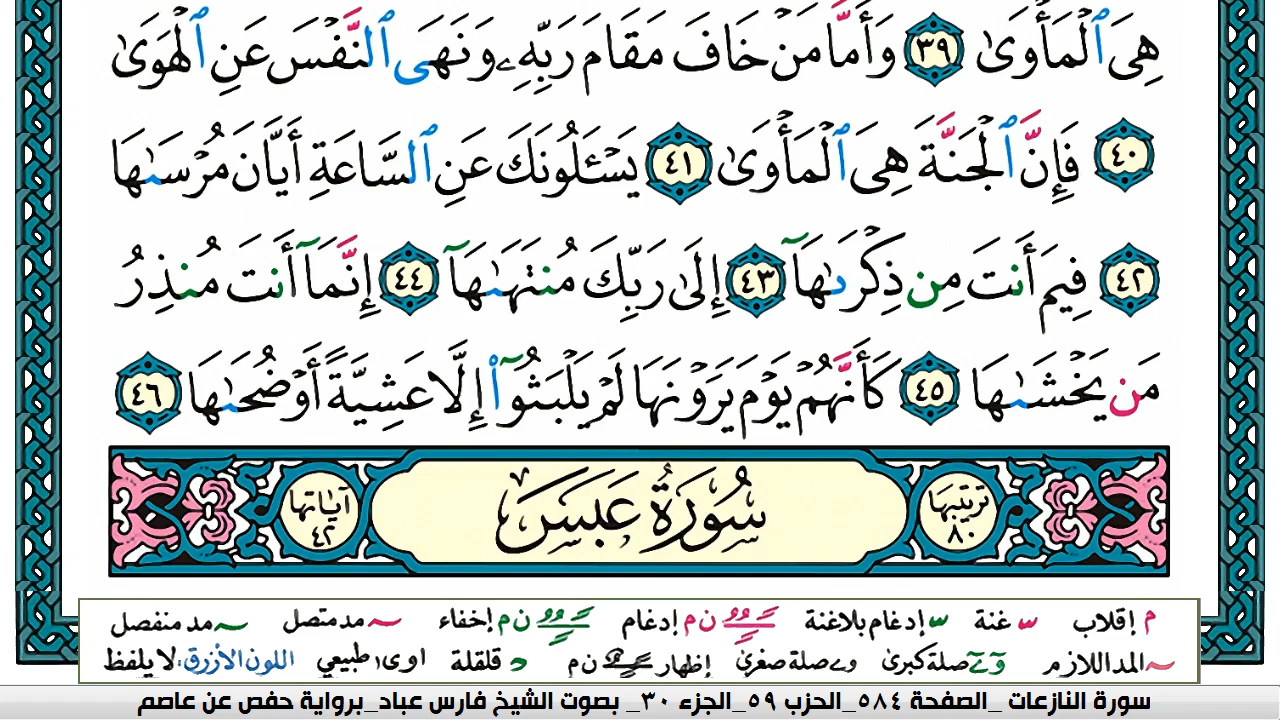 هِىَ ٱلْمَأْوَىٰ ٣٩ وَأَمَّا مَنْ خَافَ مَقَامَ رَبِّهِۦ وَنَهَى ٱلنَّفْسَ عَنِ ٱلْهَوَىٰ
٤٠ فَإِنَّ ٱلْجَنَّةَ هِىَ ٱلْمَأْوَىٰ ٤١ يَسْـَٔلُونَكَ عَنِ ٱلسَّاعَةِ أَيَّانَ مُرْسَىٰهَا
٤٢ فِيمَ أَنتَ مِن ذِكْرَىٰهَآ ٤٣ إِلَىٰ رَبِّكَ مُنتَهَىٰهَآ ٤٤ إِنَّمَآ أَنتَ مُنذِرُ
مَن يَخْشَىٰهَا ٤٥ كَأَنَّهُمْ يَوْمَ يَرَوْنَهَا لَمْ يَلْبَثُوٓا۟ إِلَّا عَشِيَّةً أَوْ ضُحَىٰهَا ٤٦
ترتيبها ٨٠ سُورَةُ عَبَسَ آياتها ٤٢
م إقلاب غنة إدغام بلاغنة ن م إدغام ن م إخفاء مد متصل مد منفصل
المد اللازم صلة كبرى صلة صغرى إظهار ن م قلقلة اوى طبيعي اللون الأزرق: لا يلفظ
سورة النازعات _الصفحة ٥٨٤_الحزب ٥٩_الجزء ٣٠_ بصوت الشيخ فارس عباد_برواية حفص عن عاصم